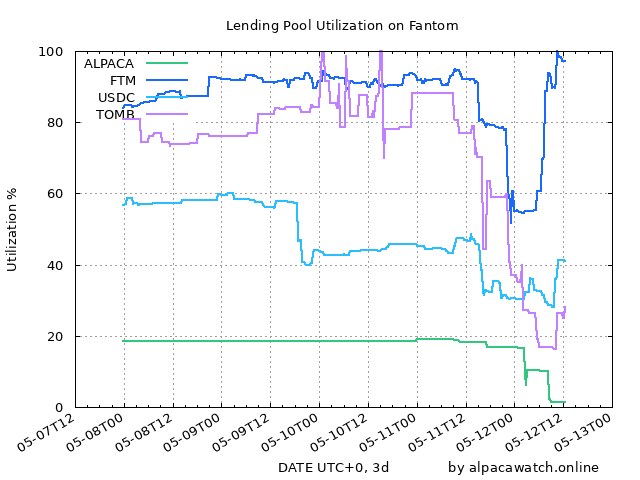 Lending Pool Utilization on Fantom
Utilization %
100
80
60
40
20
0
ALPACA
FTM
USDC
TOMB
05-07T12
05-08T00
05-08T12
05-09T00
05-09T12
05-10T00
05-10T12
05-11T00
05-11T12
05-12T00
05-12T12
05-13T00
DATE UTC+0, 3d
by alpacawatch.online